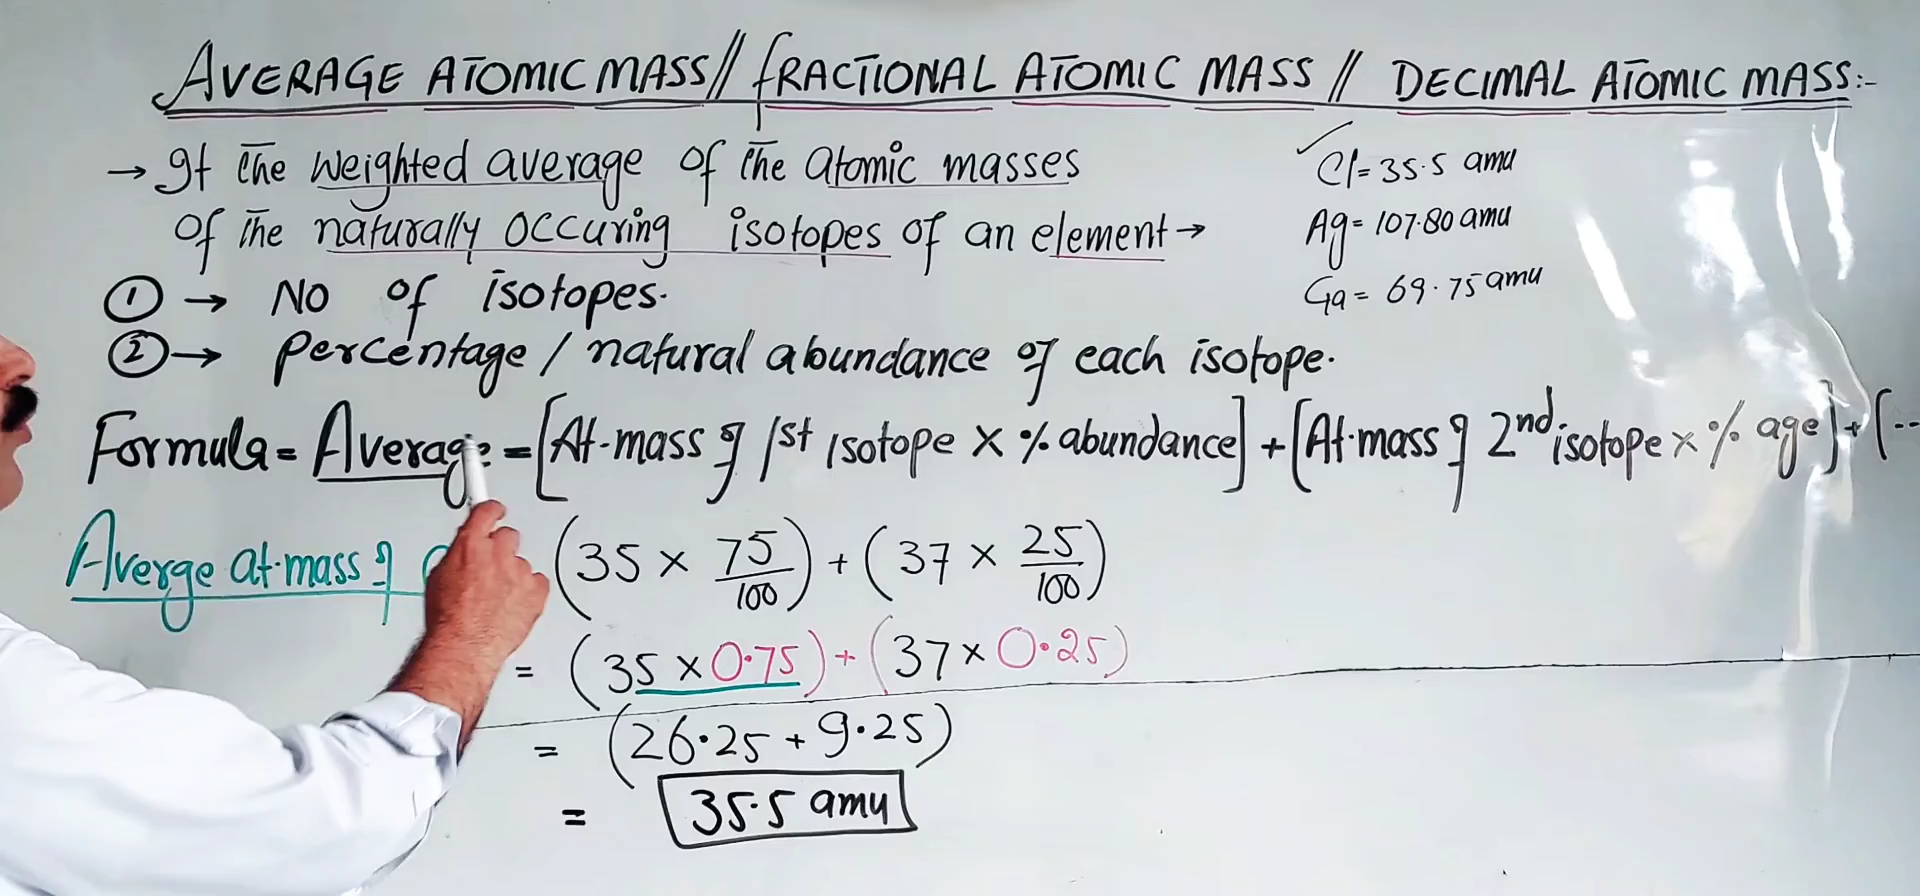 AVERAGE ATOMIC MASS// fRACTIONAL ATOMIC MASS // DECIMAL ATOMIC MASS:-
→ It the weighted average of the atomic masses
of the naturally occuring isotopes of an element →
Cl = 35.5 amu
Ag = 107.80 amu
Ga = 69.75 amu
① → No of isotopes.
② → percentage / natural abundance of each isotope.
Formula = Average = [At-mass of 1st isotope × % abundance] + [At.mass of 2nd isotope × % age] + [...
Averge at.mass of
(35 × 75/100) + (37 × 25/100)
= (35 × 0.75) + (37 × 0.25)
= (26.25 + 9.25)
= 35.5 amu